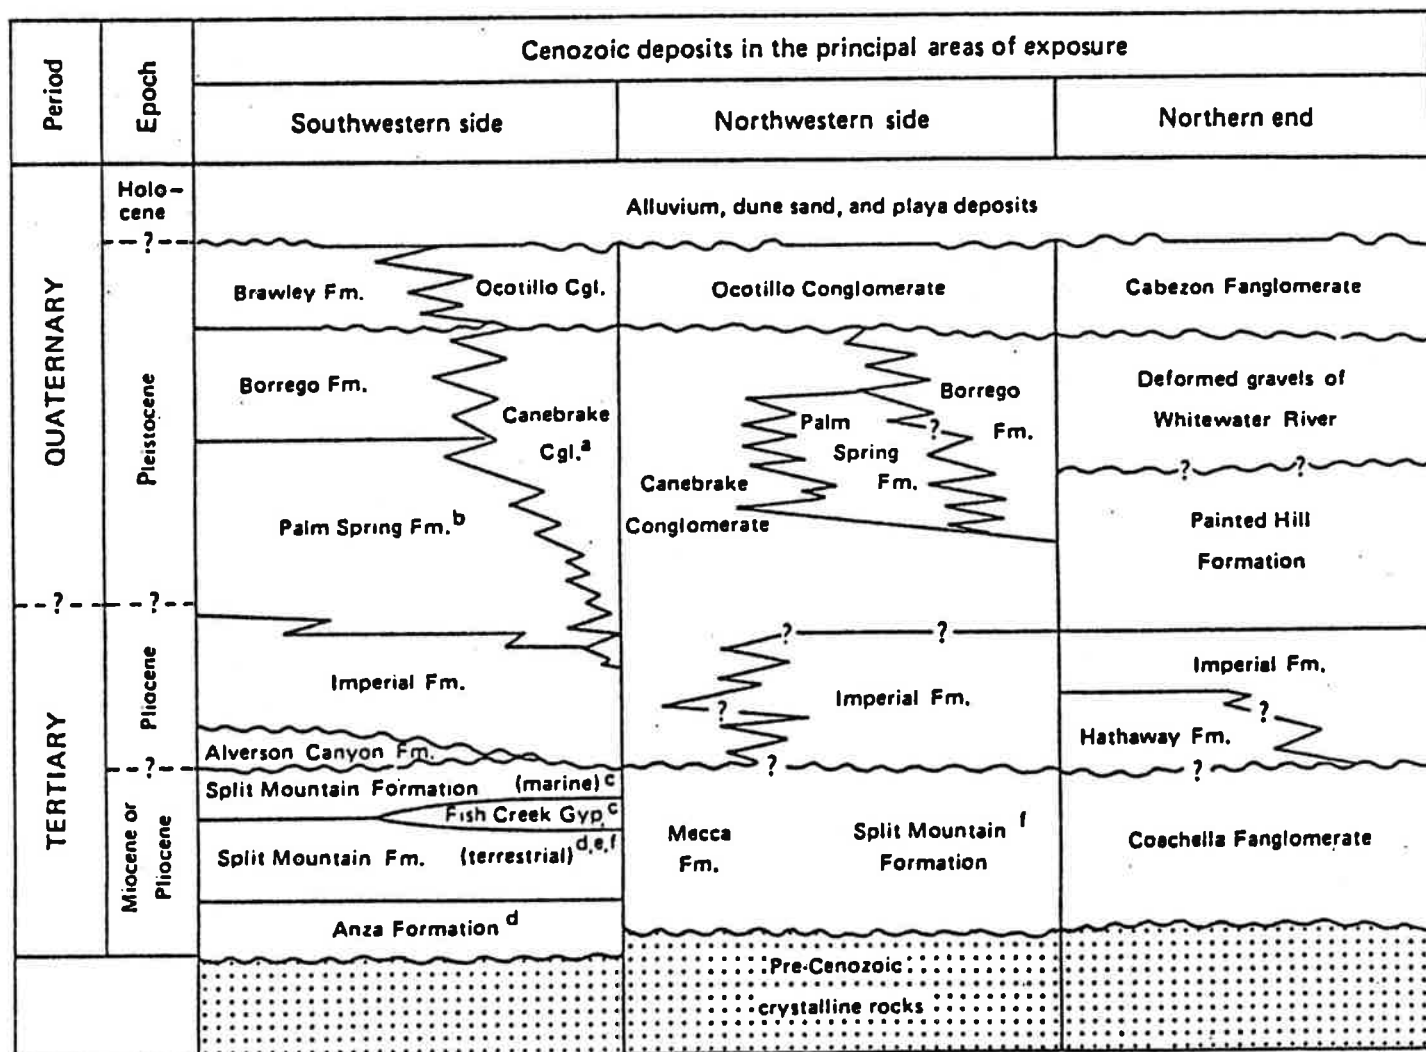 Cenozoic deposits in the principal areas of exposure
Period
Epoch
Southwestern side
Northwestern side
Northern end
QUATERNARY
TERTIARY
Holo-
cene
--?--
Pleistocene
--?--
--?--
Pliocene
--?--
Miocene or
Pliocene
Alluvium, dune sand, and playa deposits
Brawley Fm.
Ocotillo Cgl.
Borrego Fm.
Canebrake
Cgl.a
Palm Spring Fm.b
Imperial Fm.
Alverson Canyon Fm.
Split Mountain Formation (marine)c
Fish Creek Gyp.c
Split Mountain Fm. (terrestrial)d,e,f
Anza Formation d
Ocotillo Conglomerate
Borrego
Fm.
?
Palm
Spring
Fm.
Canebrake
Conglomerate
?
?
Imperial Fm.
?
?
Mecca
Fm.
Split Mountain f
Formation
Pre-Cenozoic
crystalline rocks
Cabezon Fanglomerate
Deformed gravels of
Whitewater River
? ?
Painted Hill
Formation
Imperial Fm.
?
Hathaway Fm.
?
Coachella Fanglomerate